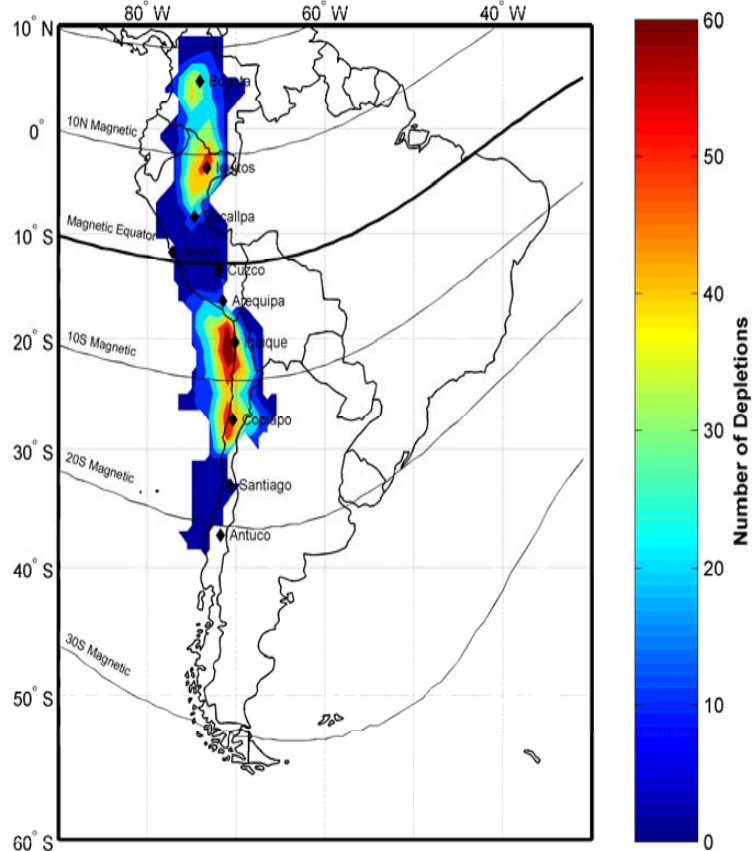 80° W 60° W 40° W
10° N
0°
10° S
20° S
30° S
40° S
50° S
60° S
Bogota
10N Magnetic
Iquitos
Pucallpa
Magnetic Equator
Ancon
Cuzco
Arequipa
Iquique
10S Magnetic
Copiapo
20S Magnetic
Santiago
Antuco
30S Magnetic
60
50
40
30
20
10
0
Number of Depletions